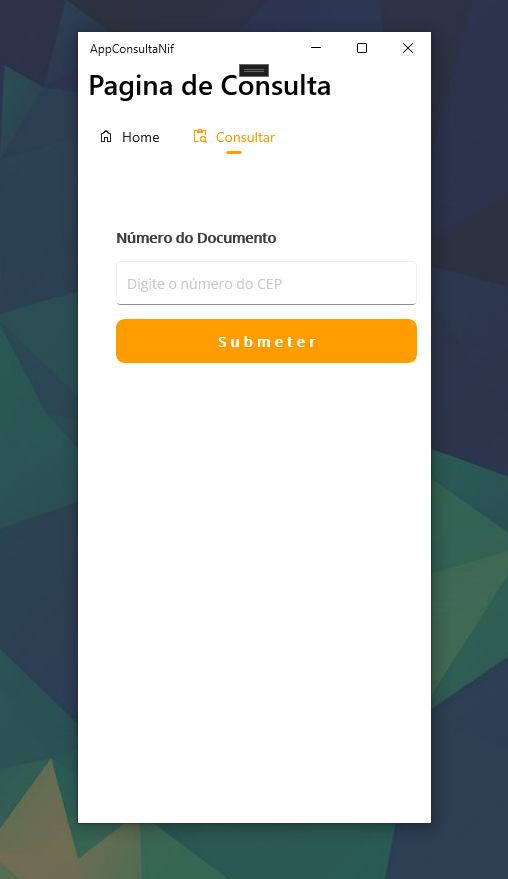 AppConsultaNif
Pagina de Consulta
Home
Consultar
Número do Documento
Digite o número do CEP
Submeter